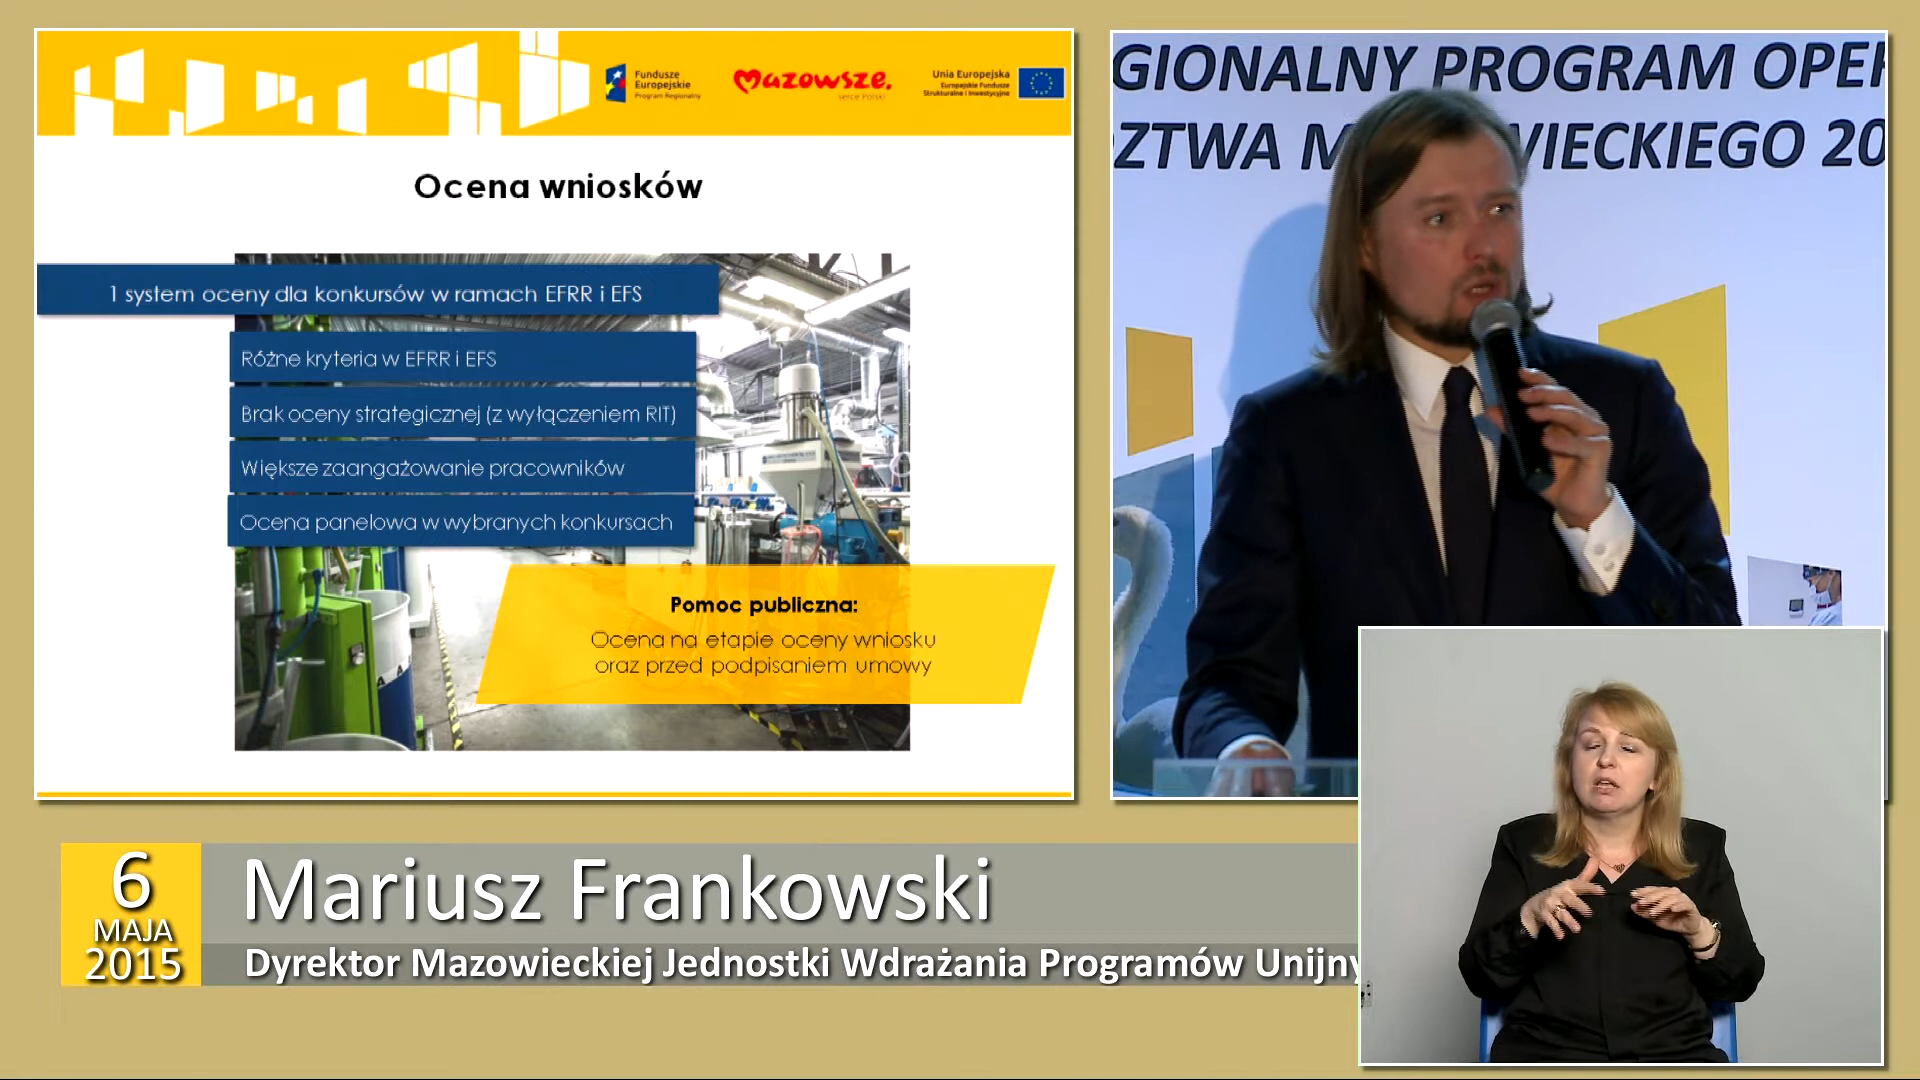 Fundusze
Europejskie
Program Regionalny
Mazowsze.
serce Polski
Unia Europejska
Europejskie Fundusze
Strukturalne i Inwestycyjne
Ocena wniosków
1 system oceny dla konkursów w ramach EFRR i EFS
Różne kryteria w EFRR i EFS
Brak oceny strategicznej (z wyłączeniem RIT)
Większe zaangażowanie pracowników
Ocena panelowa w wybranych konkursach
Pomoc publiczna:
Ocena na etapie oceny wniosku
oraz przed podpisaniem umowy
GIONALNY PROGRAM OPER
DZTWA M WIECKIEGO 20
6
MAJA
2015
Mariusz Frankowski
Dyrektor Mazowieckiej Jednostki Wdrażania Programów Unijny